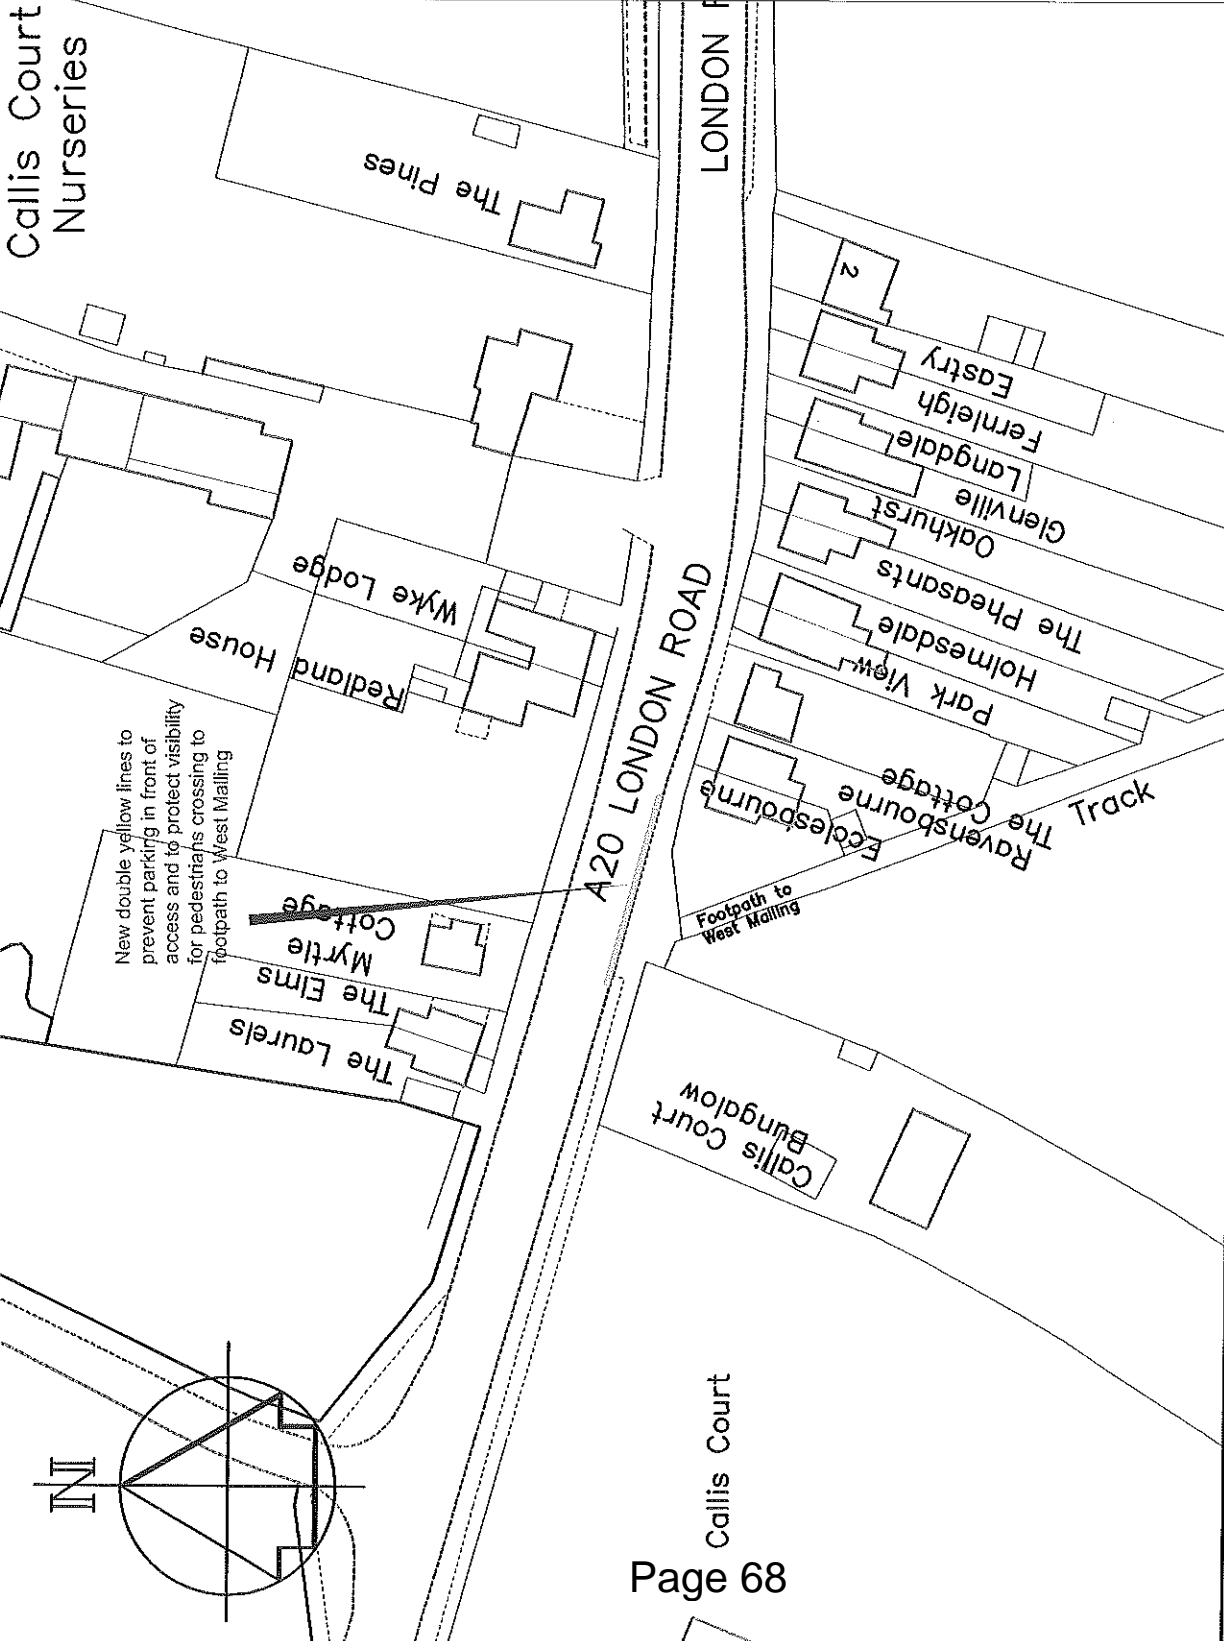 Callis Court
Nurseries
LONDON R
The Pines
2
Eastry
Fernleigh
Langdale
Glenville
Oakhurst
The Pheasants
Holmesdale
Park View
The Cottage
Ravensbourne
Ecclesbourne
Track
Wyke Lodge
Redland House
A20 LONDON ROAD
New double yellow lines to
prevent parking in front of
access and to protect visibility
for pedestrians crossing to
footpath to West Malling
Myrtle
Cottage
The Elms
The Laurels
Footpath to
West Malling
Callis Court
Bungalow
N
Callis Court
Page 68